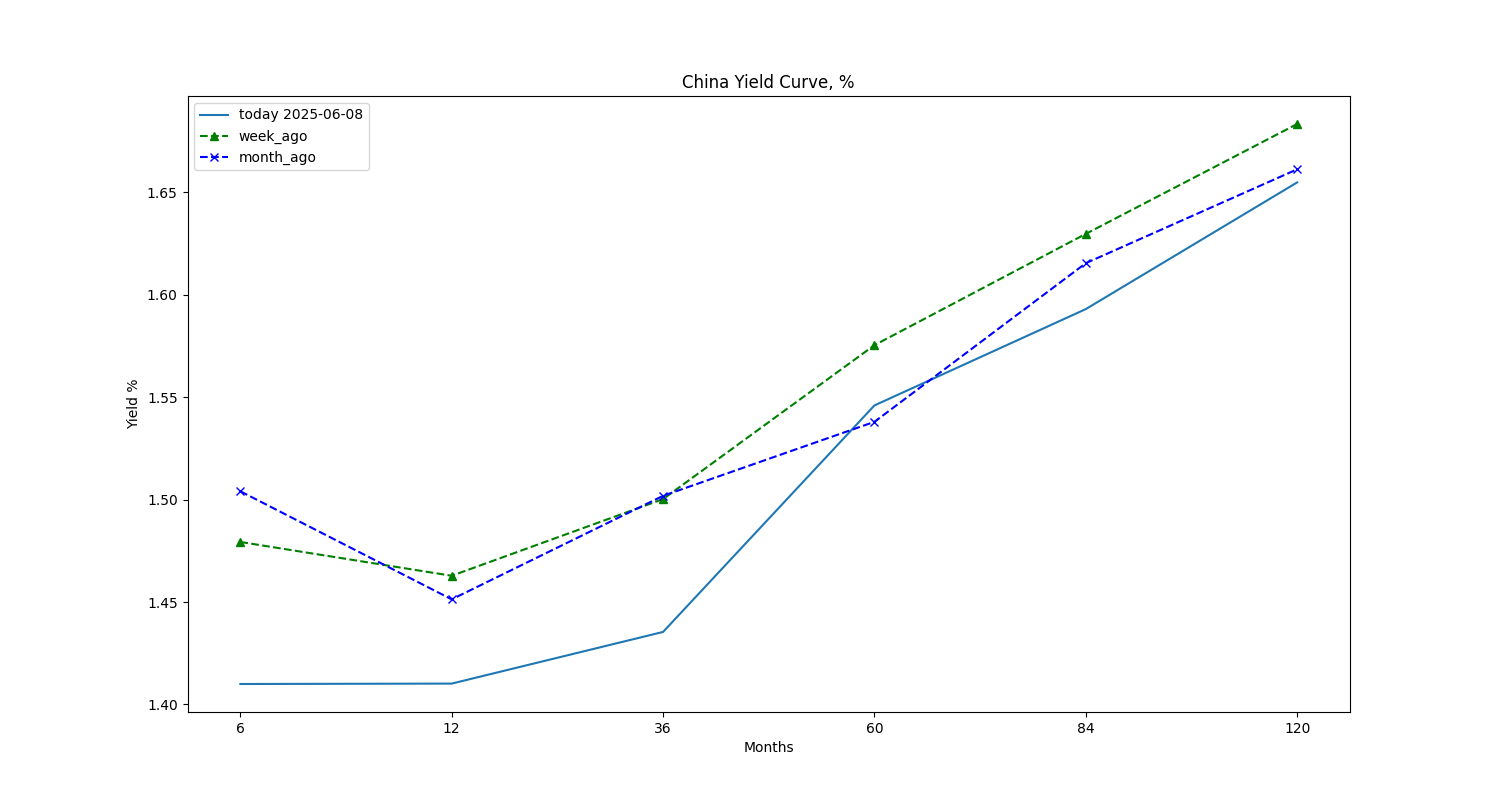 China Yield Curve, %
today 2025-06-08
week_ago
month_ago
1.65
1.60
1.55
1.50
1.45
1.40
Yield %
6 12 36 60 84 120
Months